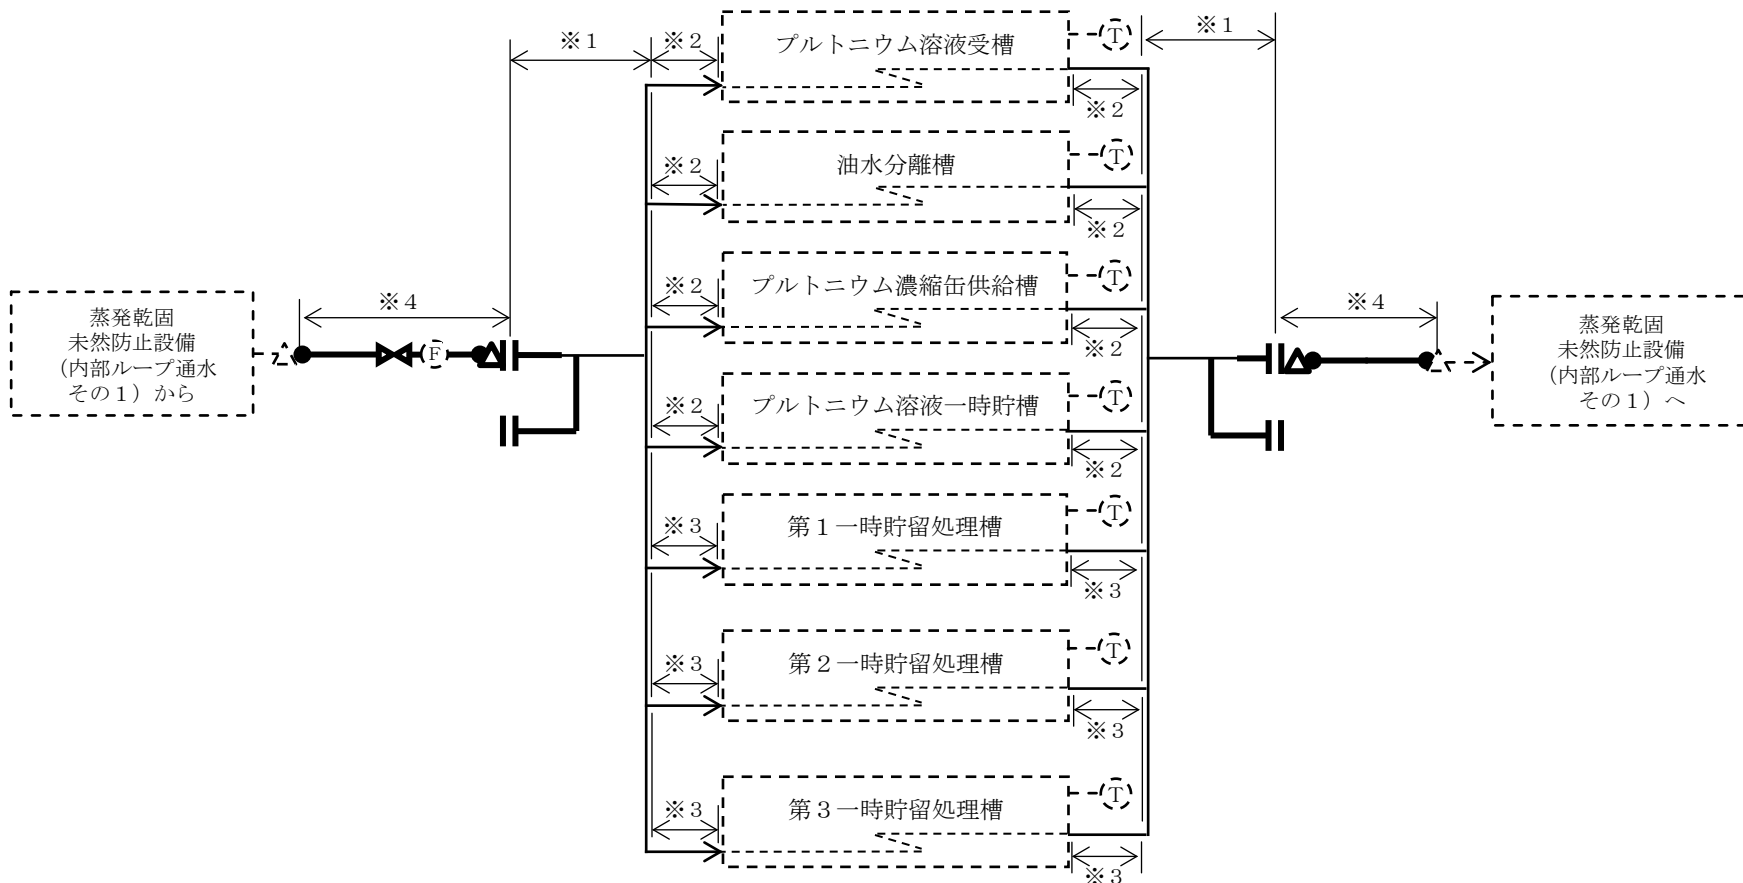 ※１
※２
プルトニウム溶液受槽
T
※１
※２
※２
油水分離槽
T
※２
※２
プルトニウム濃縮缶供給槽
T
※２
蒸発乾固
未然防止設備
（内部ループ通水
その１）から
※４
F
※４
蒸発乾固
未然防止設備
（内部ループ通水
その１）へ
※２
プルトニウム溶液一時貯槽
T
※２
※３
第１一時貯留処理槽
T
※３
※３
第２一時貯留処理槽
T
※３
※３
第３一時貯留処理槽
T
※３